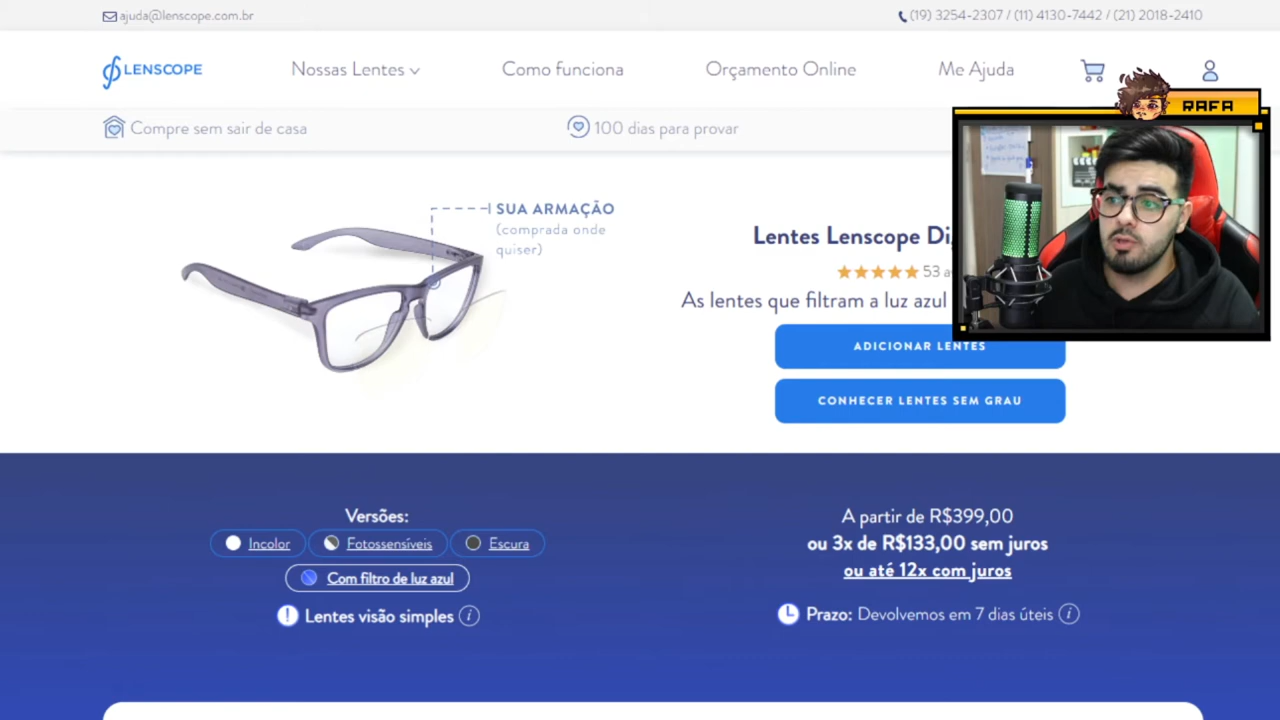 ajuda@lenscope.com.br
(19) 3254-2307 / (11) 4130-7442 / (21) 2018-2410
LENSCOPE
Nossas Lentes
Como funciona
Orçamento Online
Me Ajuda
Compre sem sair de casa
100 dias para provar
RAFA
SUA ARMAÇÃO
(comprada onde
quiser)
Lentes Lenscope
53
As lentes que filtram a luz azul
ADICIONAR LENTES
CONHECER LENTES SEM GRAU
Versões:
Incolor
Fotossensíveis
Escura
Com filtro de luz azul
Lentes visão simples
A partir de R$399,00
ou 3x de R$133,00 sem juros
ou até 12x com juros
Prazo: Devolvemos em 7 dias úteis